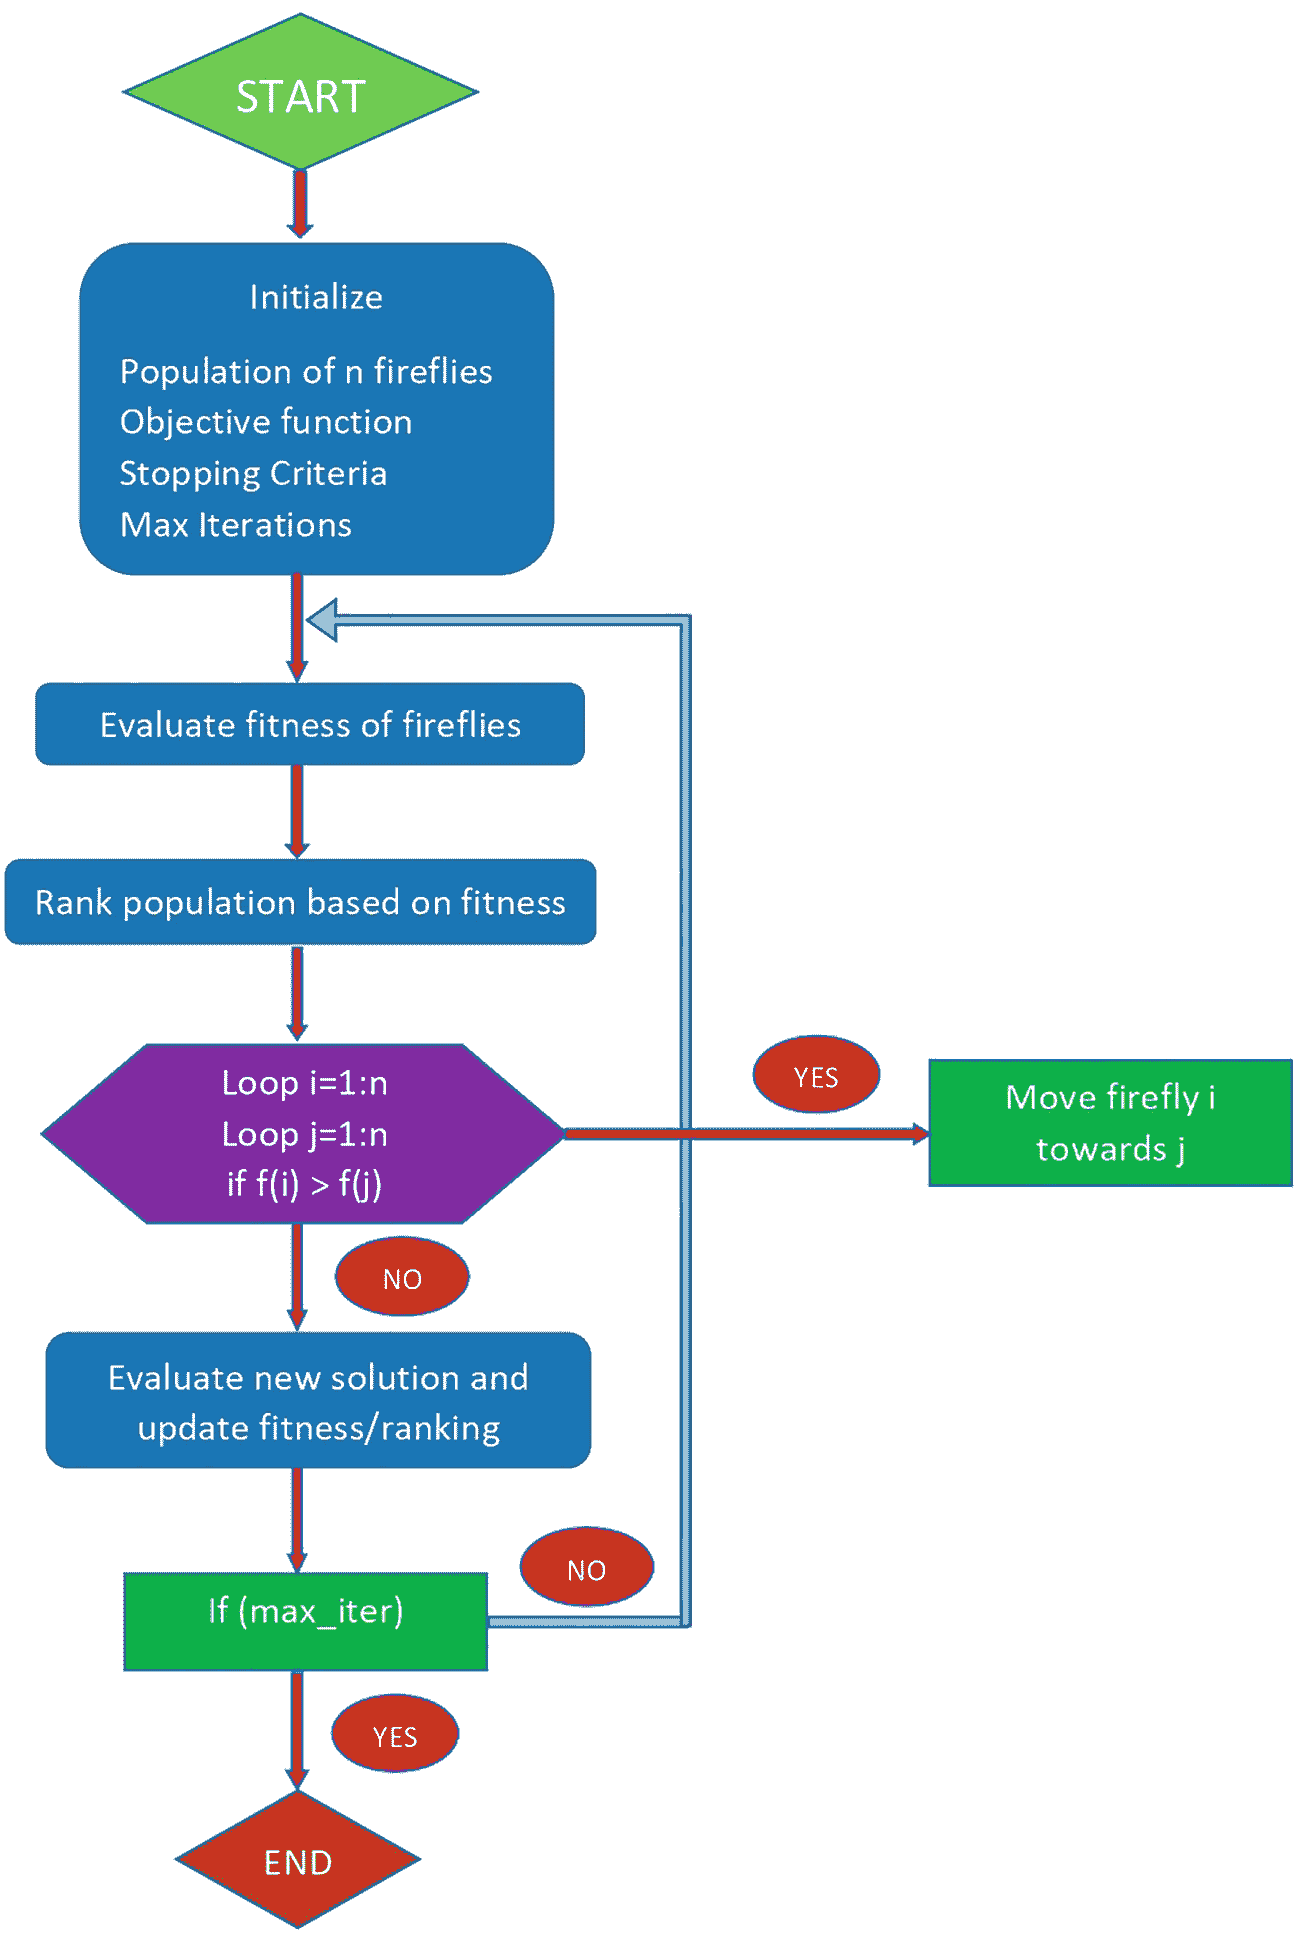 START
Initialize
Population of n fireflies
Objective function
Stopping Criteria
Max Iterations
Evaluate fitness of fireflies
Rank population based on fitness
Loop i=1:n
Loop j=1:n
if f(i) > f(j)
YES
Move firefly i
towards j
NO
Evaluate new solution and
update fitness/ranking
If (max_iter)
NO
YES
END